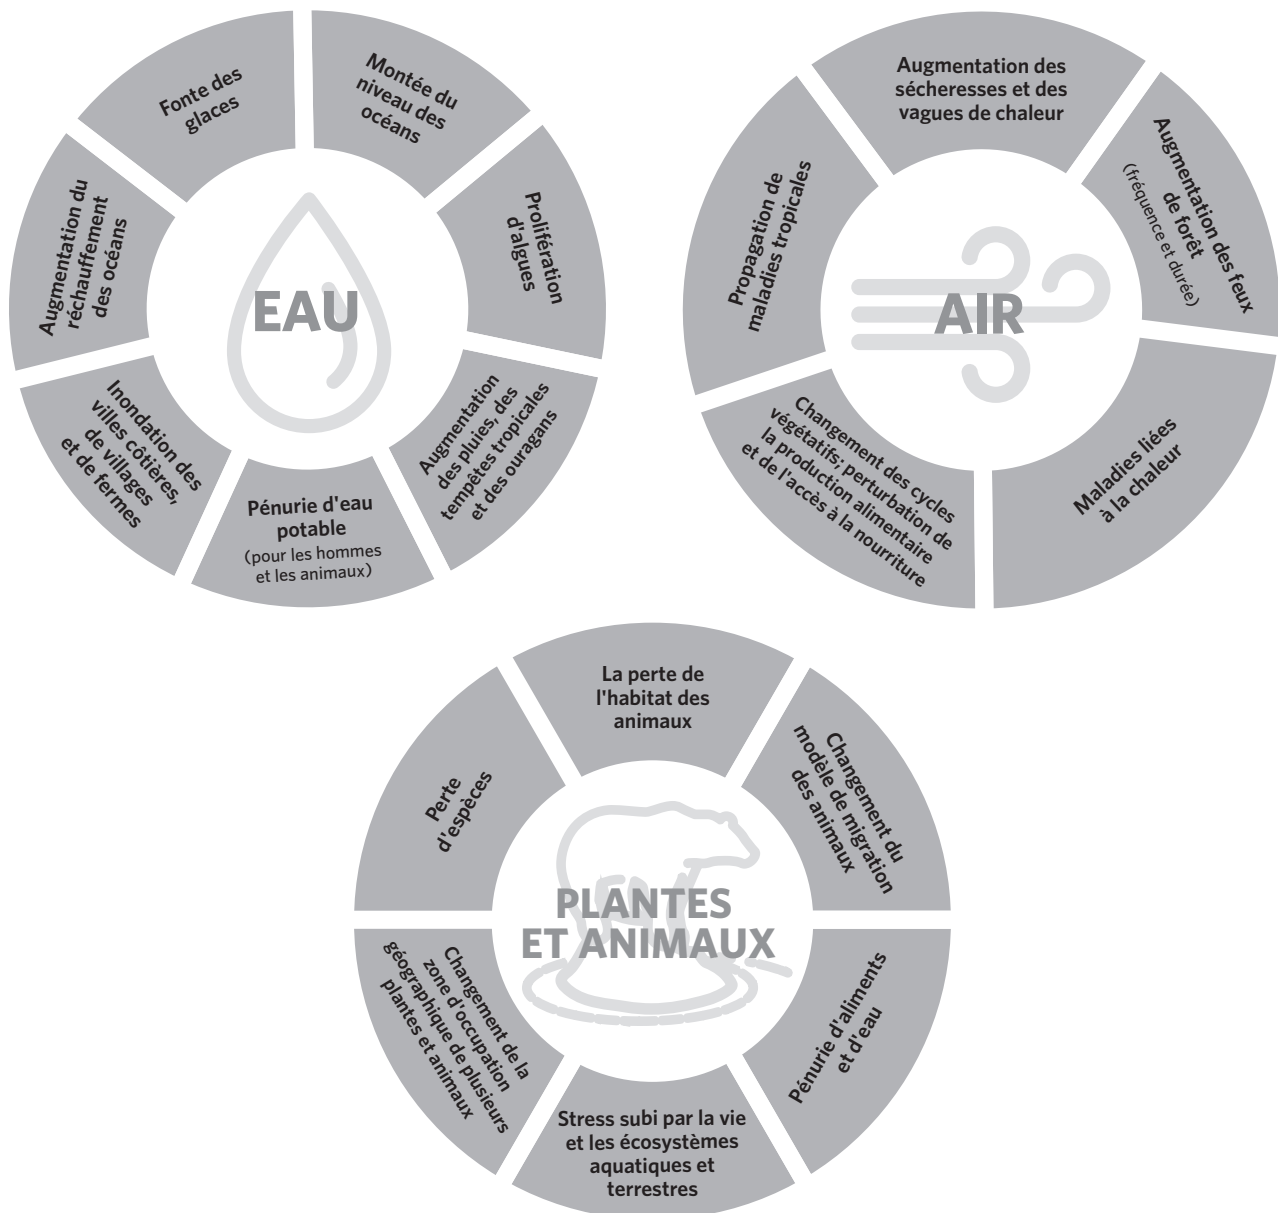 Fonte des
glaces
Montée du
niveau des
océans
Prolifération
d'algues
Augmentation
des pluies, des
tempêtes tropicales
et des ouragans
Pénurie d'eau
potable
(pour les hommes
et les animaux)
Inondation des
villes côtières,
de villages
et de fermes
Augmentation du
réchauffement
des océans
EAU
Augmentation des
sécheresses et des
vagues de chaleur
Augmentation des feux
de forêt
(fréquence et durée)
Maladies liées
à la chaleur
Changement des cycles
végétatifs; perturbation de
la production alimentaire
et de l'accès à la nourriture
Propagation de
maladies tropicales
AIR
La perte de
l'habitat des
animaux
Changement du
modèle de migration
des animaux
Pénurie d'aliments
et d'eau
Stress subi par la vie
et les écosystèmes
aquatiques et
terrestres
Changement de la
zone d'occupation
géographique de plusieurs
plantes et animaux
Perte
d'espèces
PLANTES
ET ANIMAUX